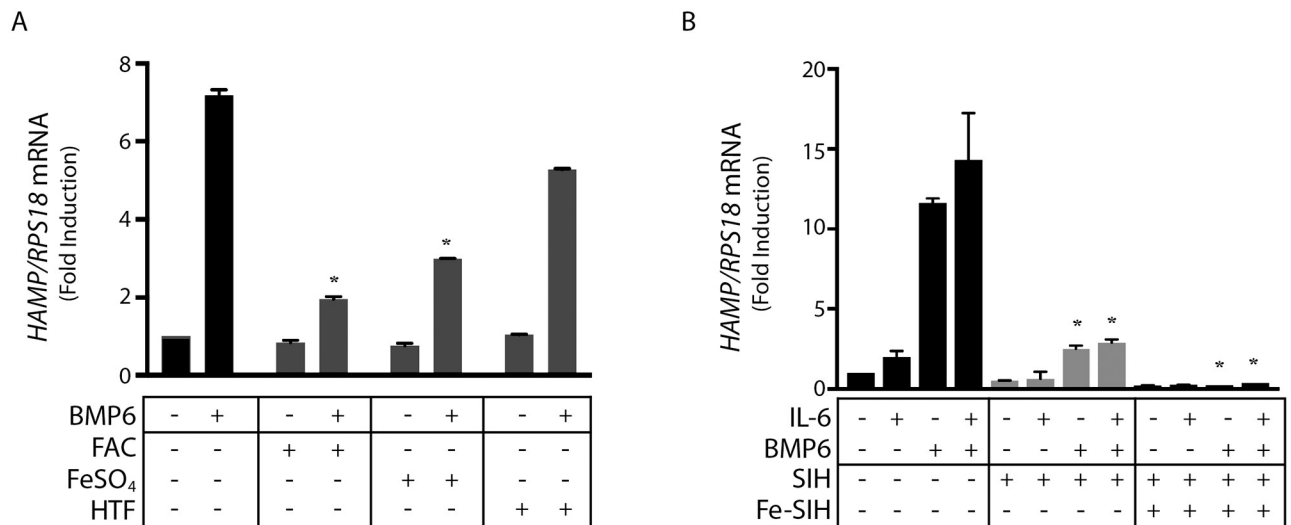 A
HAMP/RPS18 mRNA
(Fold Induction)
8
6
4
2
0
* *
BMP6 - + - + - + - +
FAC - - + + - - - -
FeSO₄ - - - - + + - -
HTF - - - - - - + +
B
HAMP/RPS18 mRNA
(Fold Induction)
20
15
10
5
0
* * * *
IL-6 - + - + - + - + - + - +
BMP6 - - + + - - + + - - + +
SIH - - - - + + + + + + + +
Fe-SIH - - - - - - - - + + + +